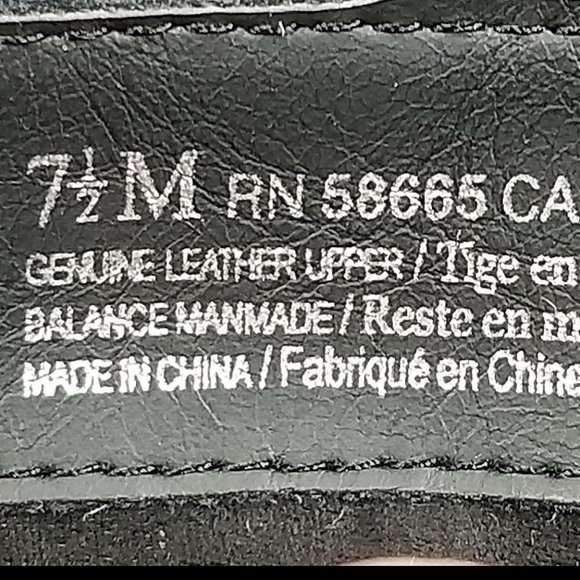 7½ M RN 58665 CA
GENUINE LEATHER UPPER / Tige en
BALANCE MANMADE / Reste en m
MADE IN CHINA / Fabriqué en Chine